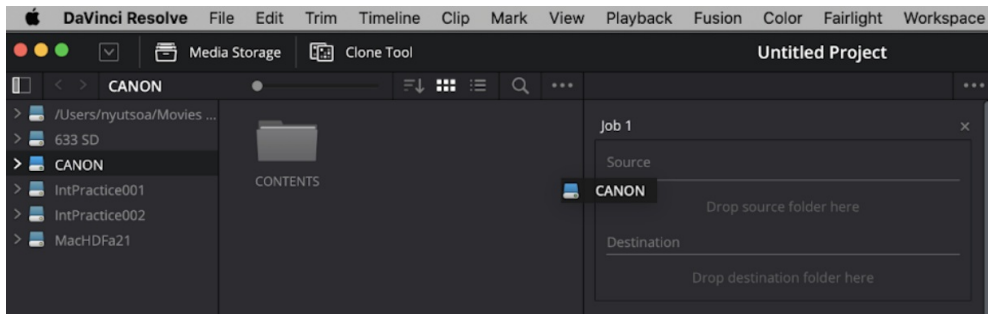 DaVinci Resolve File Edit Trim Timeline Clip Mark View Playback Fusion Color Fairlight Workspace
Media Storage Clone Tool Untitled Project
CANON
/Users/nyutsoa/Movies ...
633 SD
CANON
IntPractice001
IntPractice002
MacHDFa21
CONTENTS
Job 1
Source
CANON
Drop source folder here
Destination
Drop destination folder here